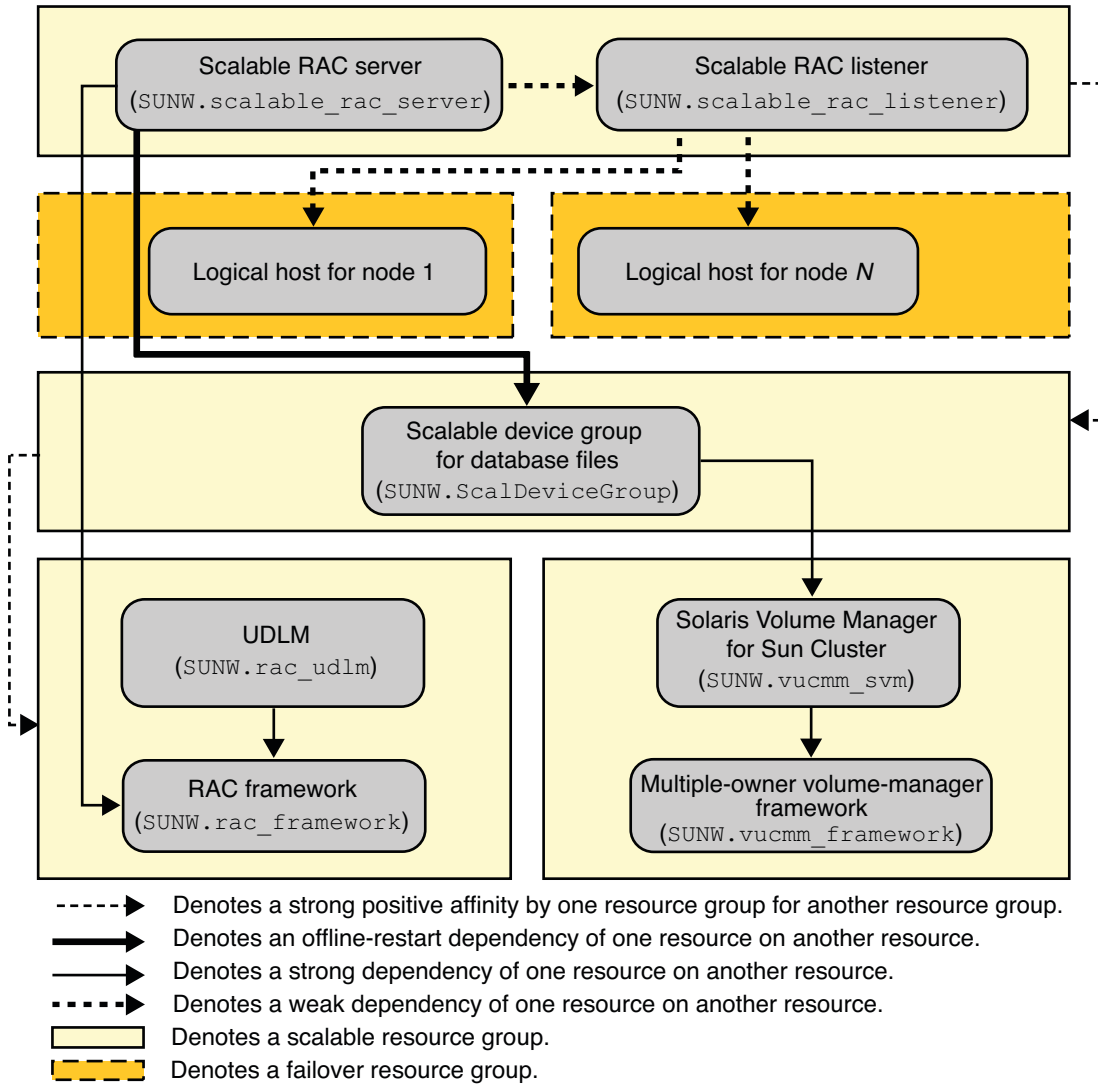 Scalable RAC server
(SUNW.scalable_rac_server)
Scalable RAC listener
(SUNW.scalable_rac_listener)
Logical host for node 1
Logical host for node N
Scalable device group
for database files
(SUNW.ScalDeviceGroup)
UDLM
(SUNW.rac_udlm)
RAC framework
(SUNW.rac_framework)
Solaris Volume Manager
for Sun Cluster
(SUNW.vucmm_svm)
Multiple-owner volume-manager
framework
(SUNW.vucmm_framework)
Denotes a strong positive affinity by one resource group for another resource group.
Denotes an offline-restart dependency of one resource on another resource.
Denotes a strong dependency of one resource on another resource.
Denotes a weak dependency of one resource on another resource.
Denotes a scalable resource group.
Denotes a failover resource group.